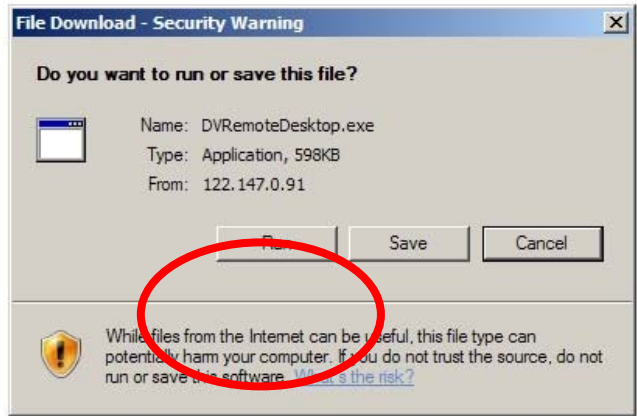 File Download - Security Warning
Do you want to run or save this file?
Name: DVRemoteDesktop.exe
Type: Application, 598KB
From: 122.147.0.91
Run Save Cancel
While files from the Internet can be useful, this file type can
potentially harm your computer. If you do not trust the source, do not
run or save this software. What's the risk?